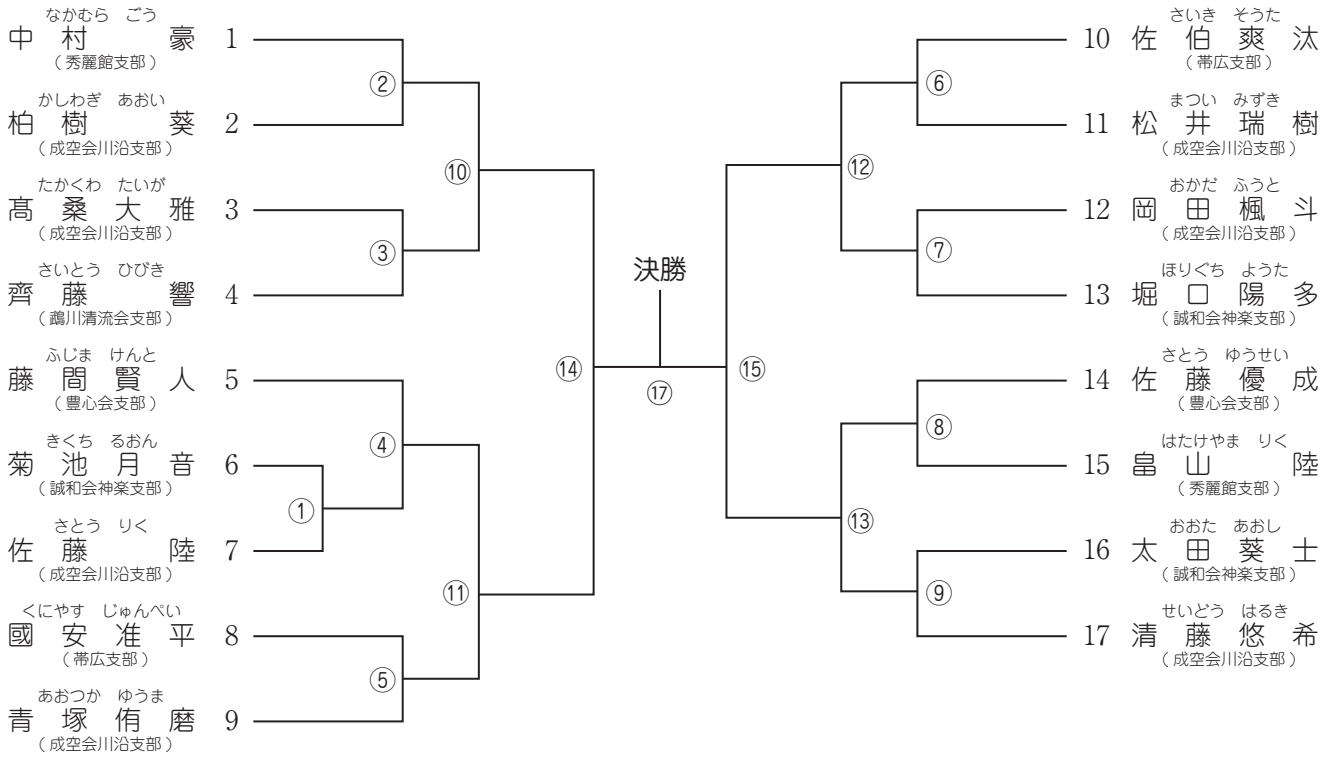 なかむら ごう
中村 豪 1
（秀麗館支部）
かしわぎ あおい
柏樹 葵 2
（成空会川沿支部）
たかくわ たいが
髙桑大雅 3
（成空会川沿支部）
さいとう ひびき
齊藤 響 4
（鵡川清流会支部）
ふじま けんと
藤間賢人 5
（豊心会支部）
きくち るおん
菊池月音 6
（誠和会神楽支部）
さとう りく
佐藤 陸 7
（成空会川沿支部）
くにやす じゅんぺい
國安准平 8
（帯広支部）
あおつか ゆうま
青塚侑磨 9
（成空会川沿支部）
②
③
①
④
⑤
⑩
⑪
⑭
決勝
⑰
⑮
⑫
⑬
⑥
⑦
⑧
⑨
さいき そうた
10 佐伯爽汰
（帯広支部）
まつい みずき
11 松井瑞樹
（成空会川沿支部）
おかだ ふうと
12 岡田楓斗
（成空会川沿支部）
ほりぐち ようた
13 堀口陽多
（誠和会神楽支部）
さとう ゆうせい
14 佐藤優成
（豊心会支部）
はたけやま りく
15 畠山 陸
（秀麗館支部）
おおた あおし
16 太田葵士
（誠和会神楽支部）
せいどう はるき
17 清藤悠希
（成空会川沿支部）